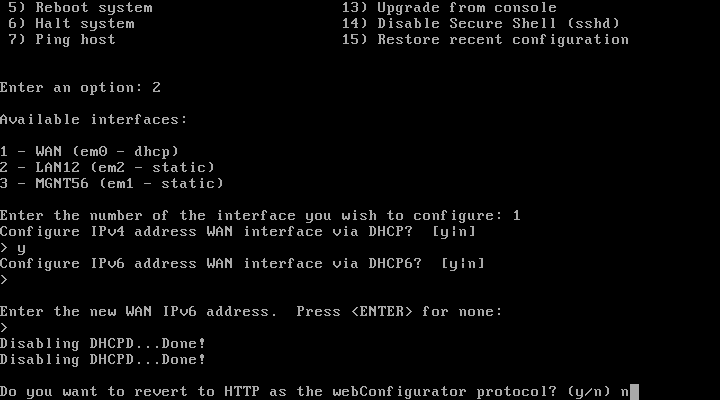 5) Reboot system 13) Upgrade from console
6) Halt system 14) Disable Secure Shell (sshd)
7) Ping host 15) Restore recent configuration
Enter an option: 2
Available interfaces:
1 - WAN (em0 - dhcp)
2 - LAN12 (em2 - static)
3 - MGNT56 (em1 - static)
Enter the number of the interface you wish to configure: 1
Configure IPv4 address WAN interface via DHCP? [y|n]
> y
Configure IPv6 address WAN interface via DHCP6? [y|n]
>
Enter the new WAN IPv6 address. Press <ENTER> for none:
>
Disabling DHCPD...Done!
Disabling DHCPD...Done!
Do you want to revert to HTTP as the webConfigurator protocol? (y/n) n